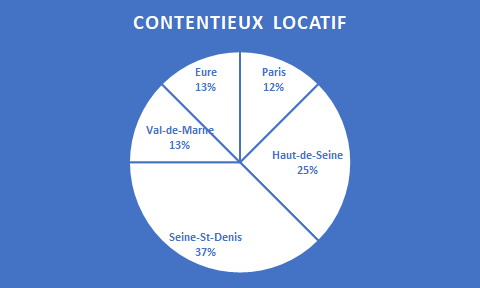 CONTENTIEUX LOCATIF
Eure
13%
Paris
12%
Val-de-Marne
13%
Haut-de-Seine
25%
Seine-St-Denis
37%